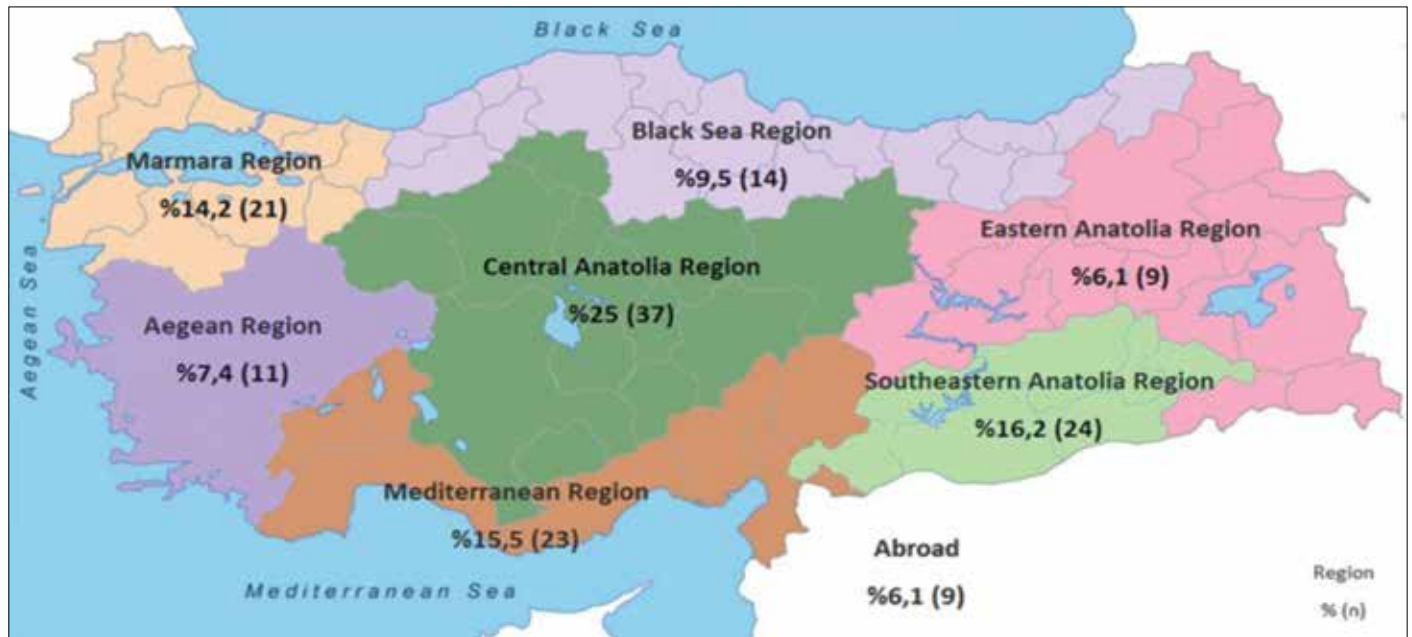 Black Sea
Black Sea Region
%9,5 (14)
Marmara Region
%14,2 (21)
Eastern Anatolia Region
%6,1 (9)
Central Anatolia Region
%25 (37)
Aegean Sea
Aegean Region
%7,4 (11)
Southeastern Anatolia Region
%16,2 (24)
Mediterranean Region
%15,5 (23)
Mediterranean Sea
Abroad
%6,1 (9)
Region
% (n)